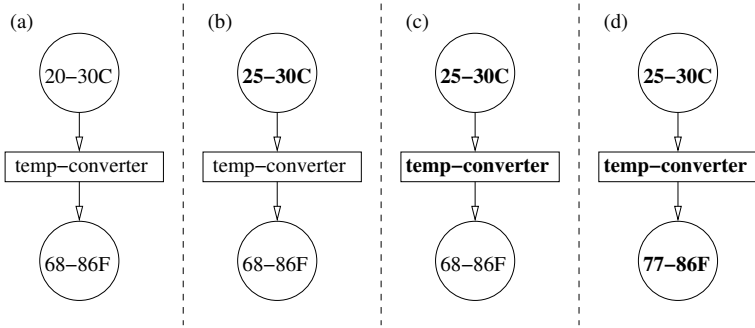 (a)
20−30C
temp−converter
68−86F
(b)
25−30C
temp−converter
68−86F
(c)
25−30C
temp−converter
68−86F
(d)
25−30C
temp−converter
77−86F